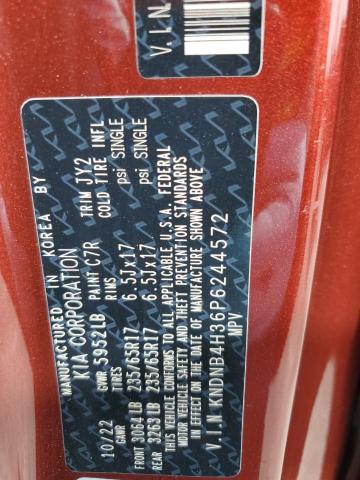 V.I.N.
MANUFACTURED IN KOREA BY
KIA CORPORATION
10/22 GVWR 5952LB PAINT C7R TRIM JY2
GAWR TIRES RIMS COLD TIRE INFL
FRONT 3064LB 235/65R17 6.5Jx17 psi SINGLE
REAR 3263LB 235/65R17 6.5Jx17 psi SINGLE
THIS VEHICLE CONFORMS TO ALL APPLICABLE U.S.A. FEDERAL
MOTOR VEHICLE SAFETY AND THEFT PREVENTION STANDARDS
IN EFFECT ON THE DATE OF MANUFACTURE SHOWN ABOVE
V.I.N KNDNB4H36P6244572
MPV